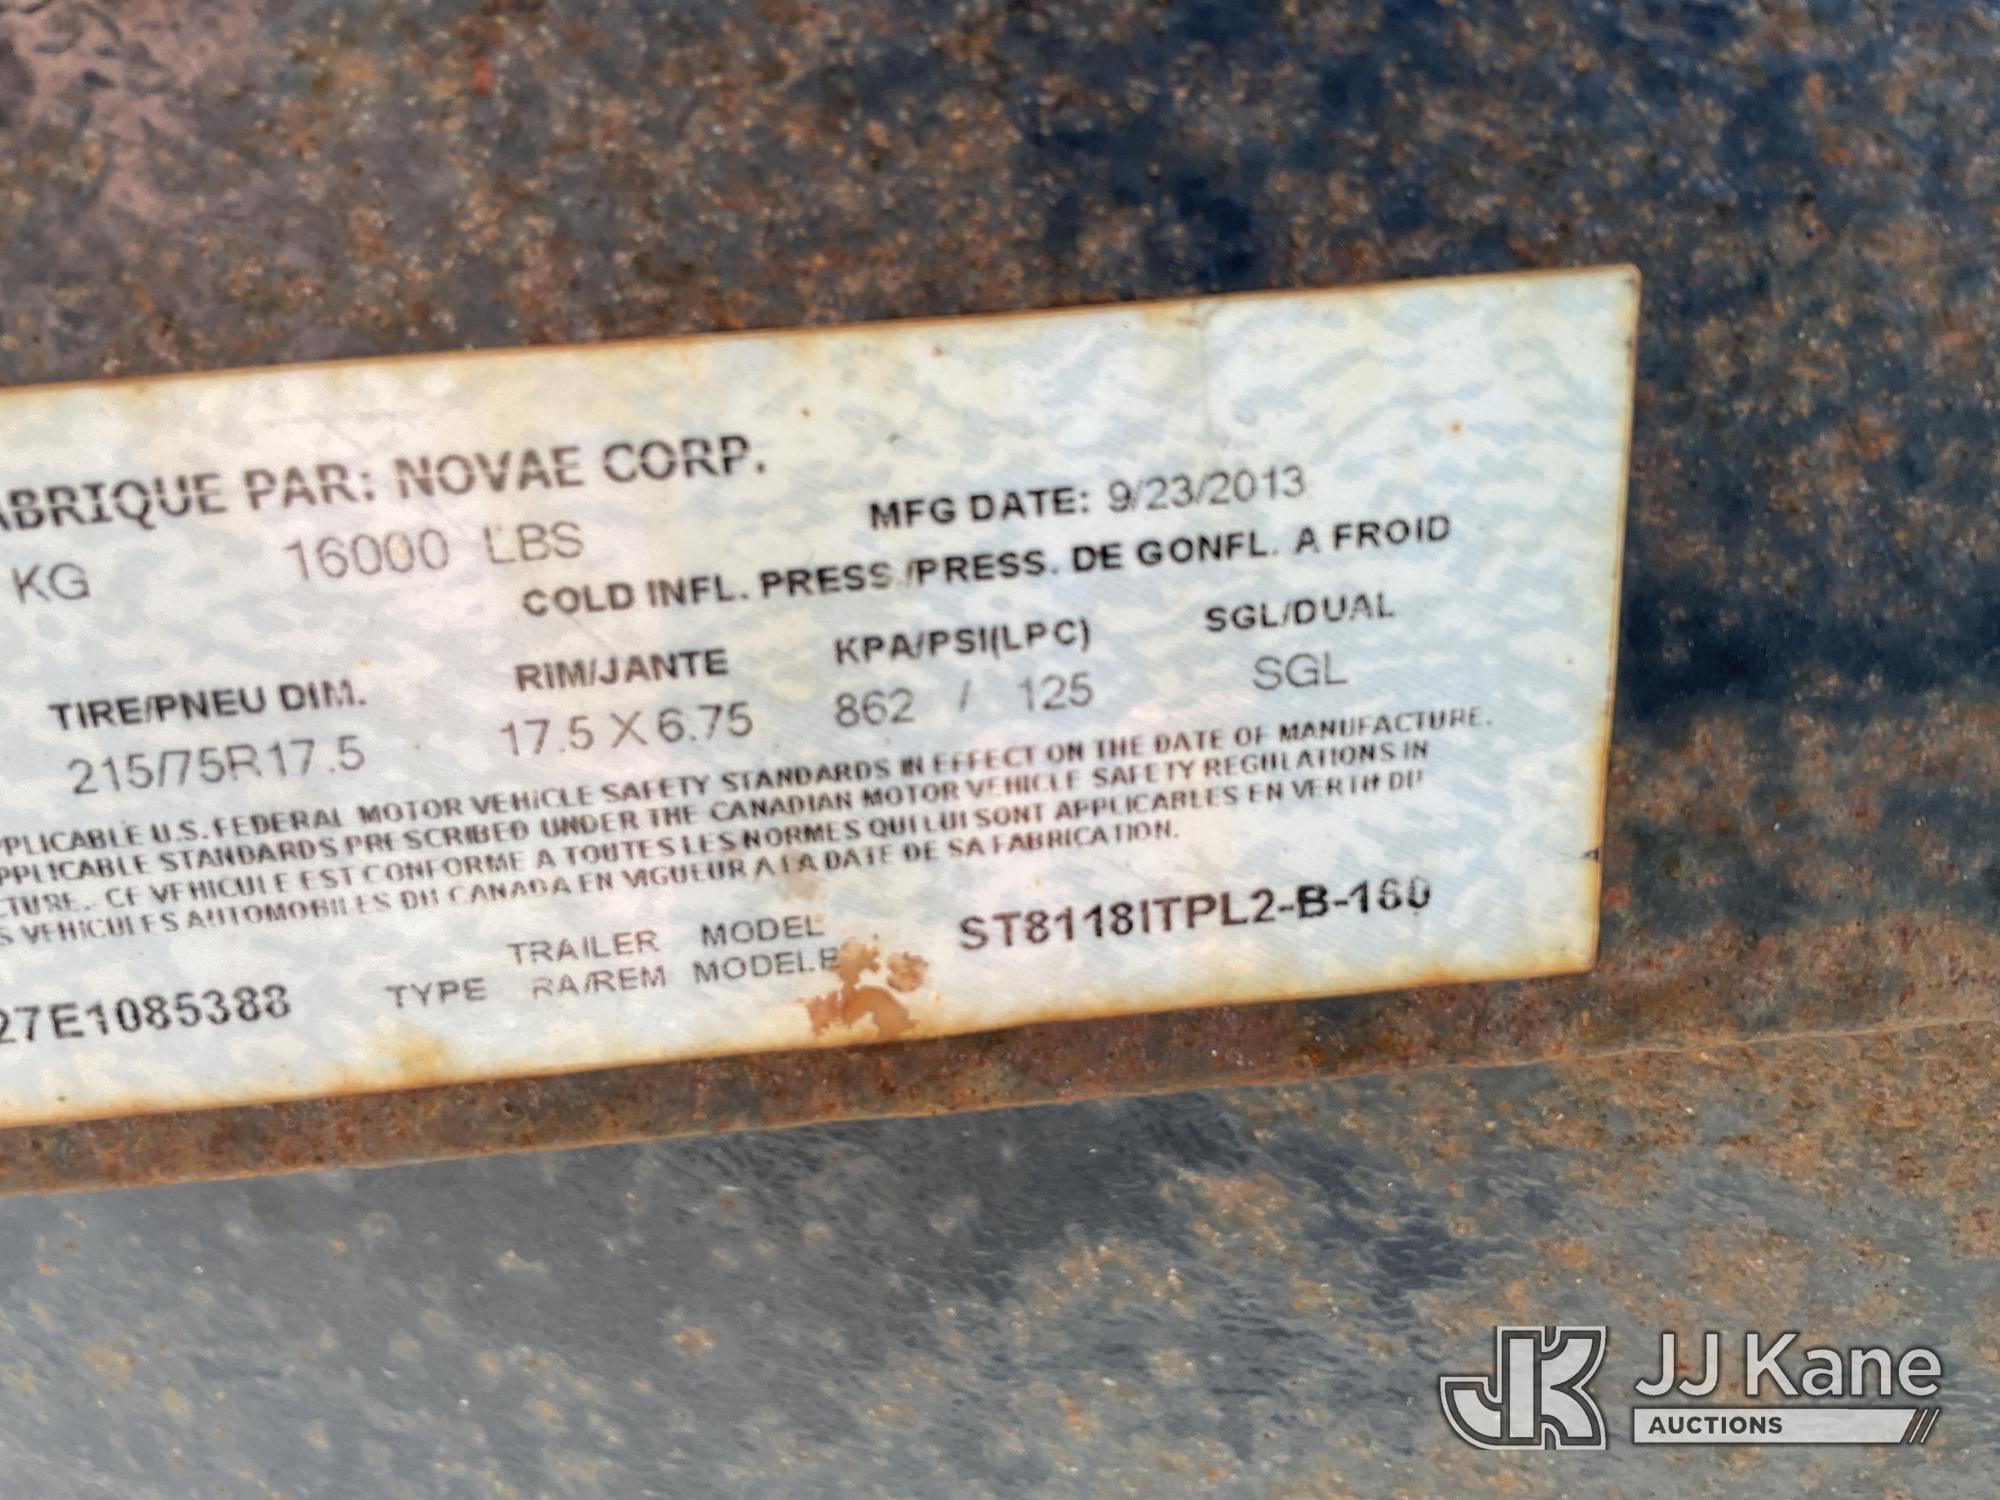 ABRIQUE PAR: NOVAE CORP.
MFG DATE: 9/23/2013
KG 16000 LBS
COLD INFL. PRESS /PRESS. DE GONFL. A FROID
TIRE/PNEU DIM. RIM/JANTE KPA/PSI(LPC) SGL/DUAL
215/75R17.5 17.5 X 6.75 862 / 125 SGL
PPLICABLE U.S. FEDERAL MOTOR VEHICLE SAFETY STANDARDS IN EFFECT ON THE DATE OF MANUFACTURE.
PPLICABLE STANDARDS PRESCRIBED UNDER THE CANADIAN MOTOR VEHICLE SAFETY REGULATIONS IN
CTURE. CE VEHICULE EST CONFORME A TOUTES LES NORMES QUI LUI SONT APPLICABLES EN VERTU DU
S VEHICULES AUTOMOBILES DU CANADA EN VIGUEUR A LA DATE DE SA FABRICATION.
27E1085388 TYPE TRAILER MODEL ST8118ITPL2-B-160
RA/REM MODELE
JK JJ Kane
AUCTIONS